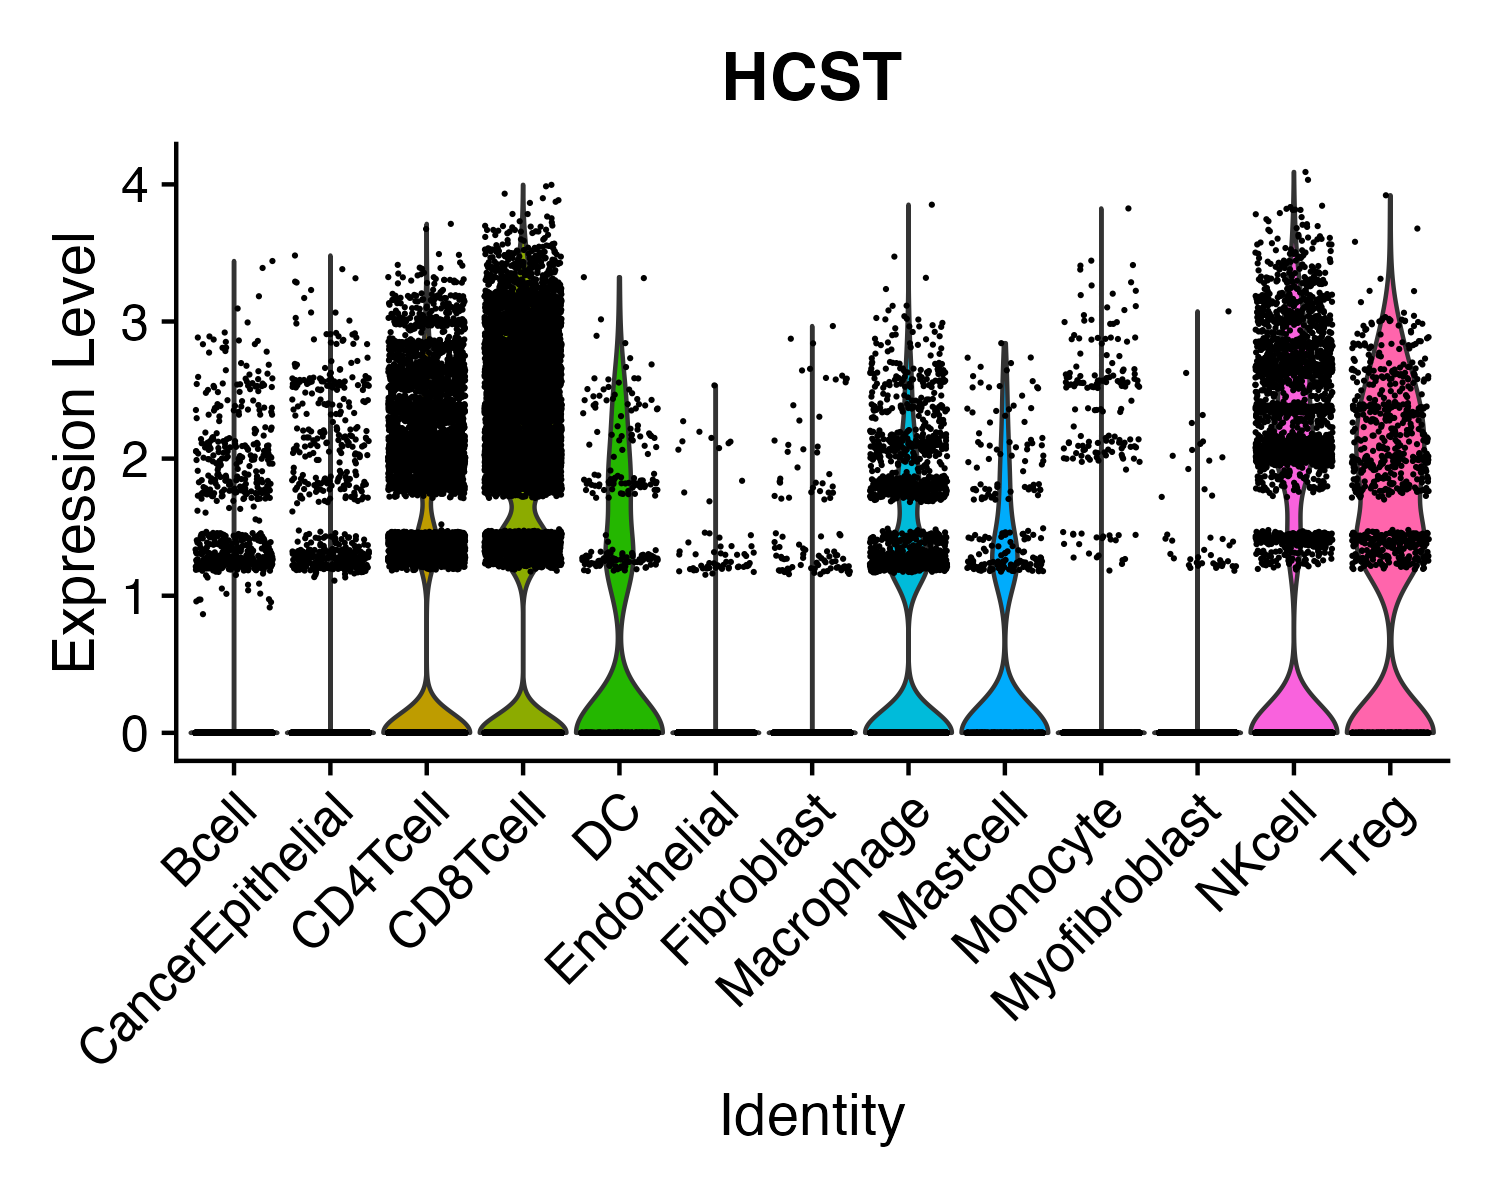 HCST
Expression Level
4
3
2
1
0
Bcell
CancerEpithelial
CD4Tcell
CD8Tcell
DC
Endothelial
Fibroblast
Macrophage
Mastcell
Monocyte
Myofibroblast
NKcell
Treg
Identity